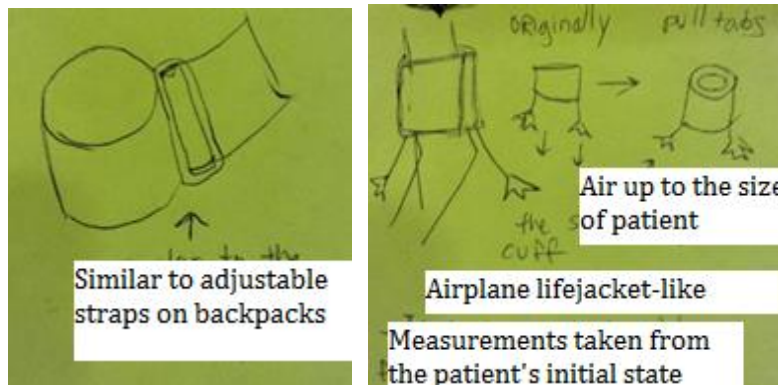 Similar to adjustable
straps on backpacks
originally
pull tabs
the
cuff
Air up to the size
of patient
Airplane lifejacket-like
Measurements taken from
the patient's initial state